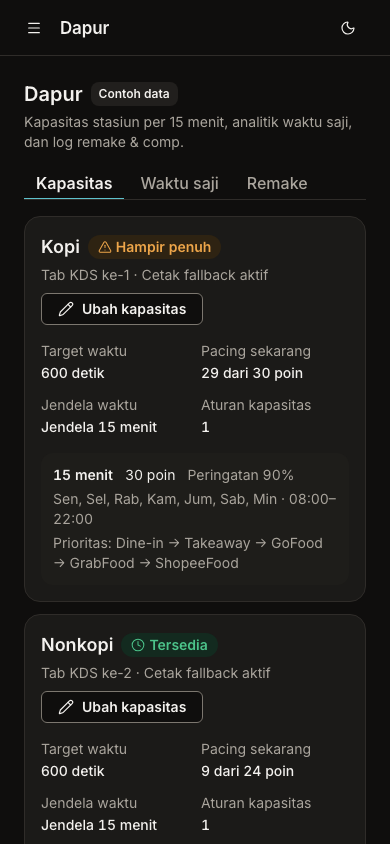 Dapur
Dapur
Contoh data
Kapasitas stasiun per 15 menit, analitik waktu saji,
dan log remake & comp.
Kapasitas
Waktu saji
Remake
Kopi
Hampir penuh
Tab KDS ke-1 · Cetak fallback aktif
Ubah kapasitas
Target waktu
600 detik
Pacing sekarang
29 dari 30 poin
Jendela waktu
Jendela 15 menit
Aturan kapasitas
1
15 menit 30 poin Peringatan 90%
Sen, Sel, Rab, Kam, Jum, Sab, Min · 08:00–
22:00
Prioritas: Dine-in → Takeaway → GoFood
→ GrabFood → ShopeeFood
Nonkopi
Tersedia
Tab KDS ke-2 · Cetak fallback aktif
Ubah kapasitas
Target waktu
600 detik
Pacing sekarang
9 dari 24 poin
Jendela waktu
Jendela 15 menit
Aturan kapasitas
1